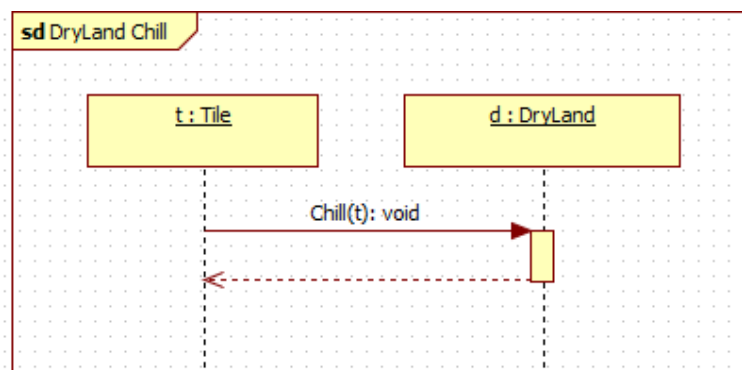 sd DryLand Chill
t : Tile
d : DryLand
Chill(t): void